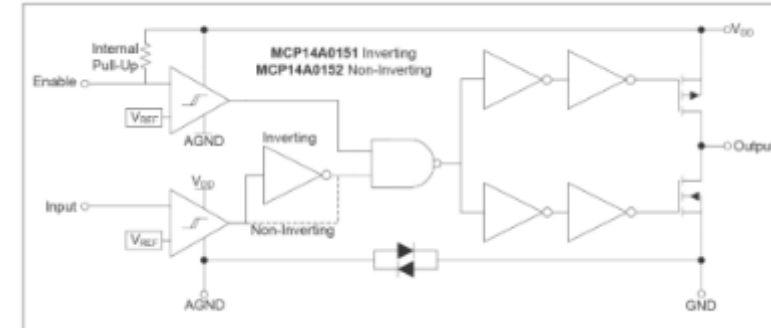 VDD
Internal
Pull-Up
MCP14A0151 Inverting
MCP14A0152 Non-Inverting
Enable
VREF
AGND
Inverting
Output
VDD
Input
Non-Inverting
VREF
AGND
GND